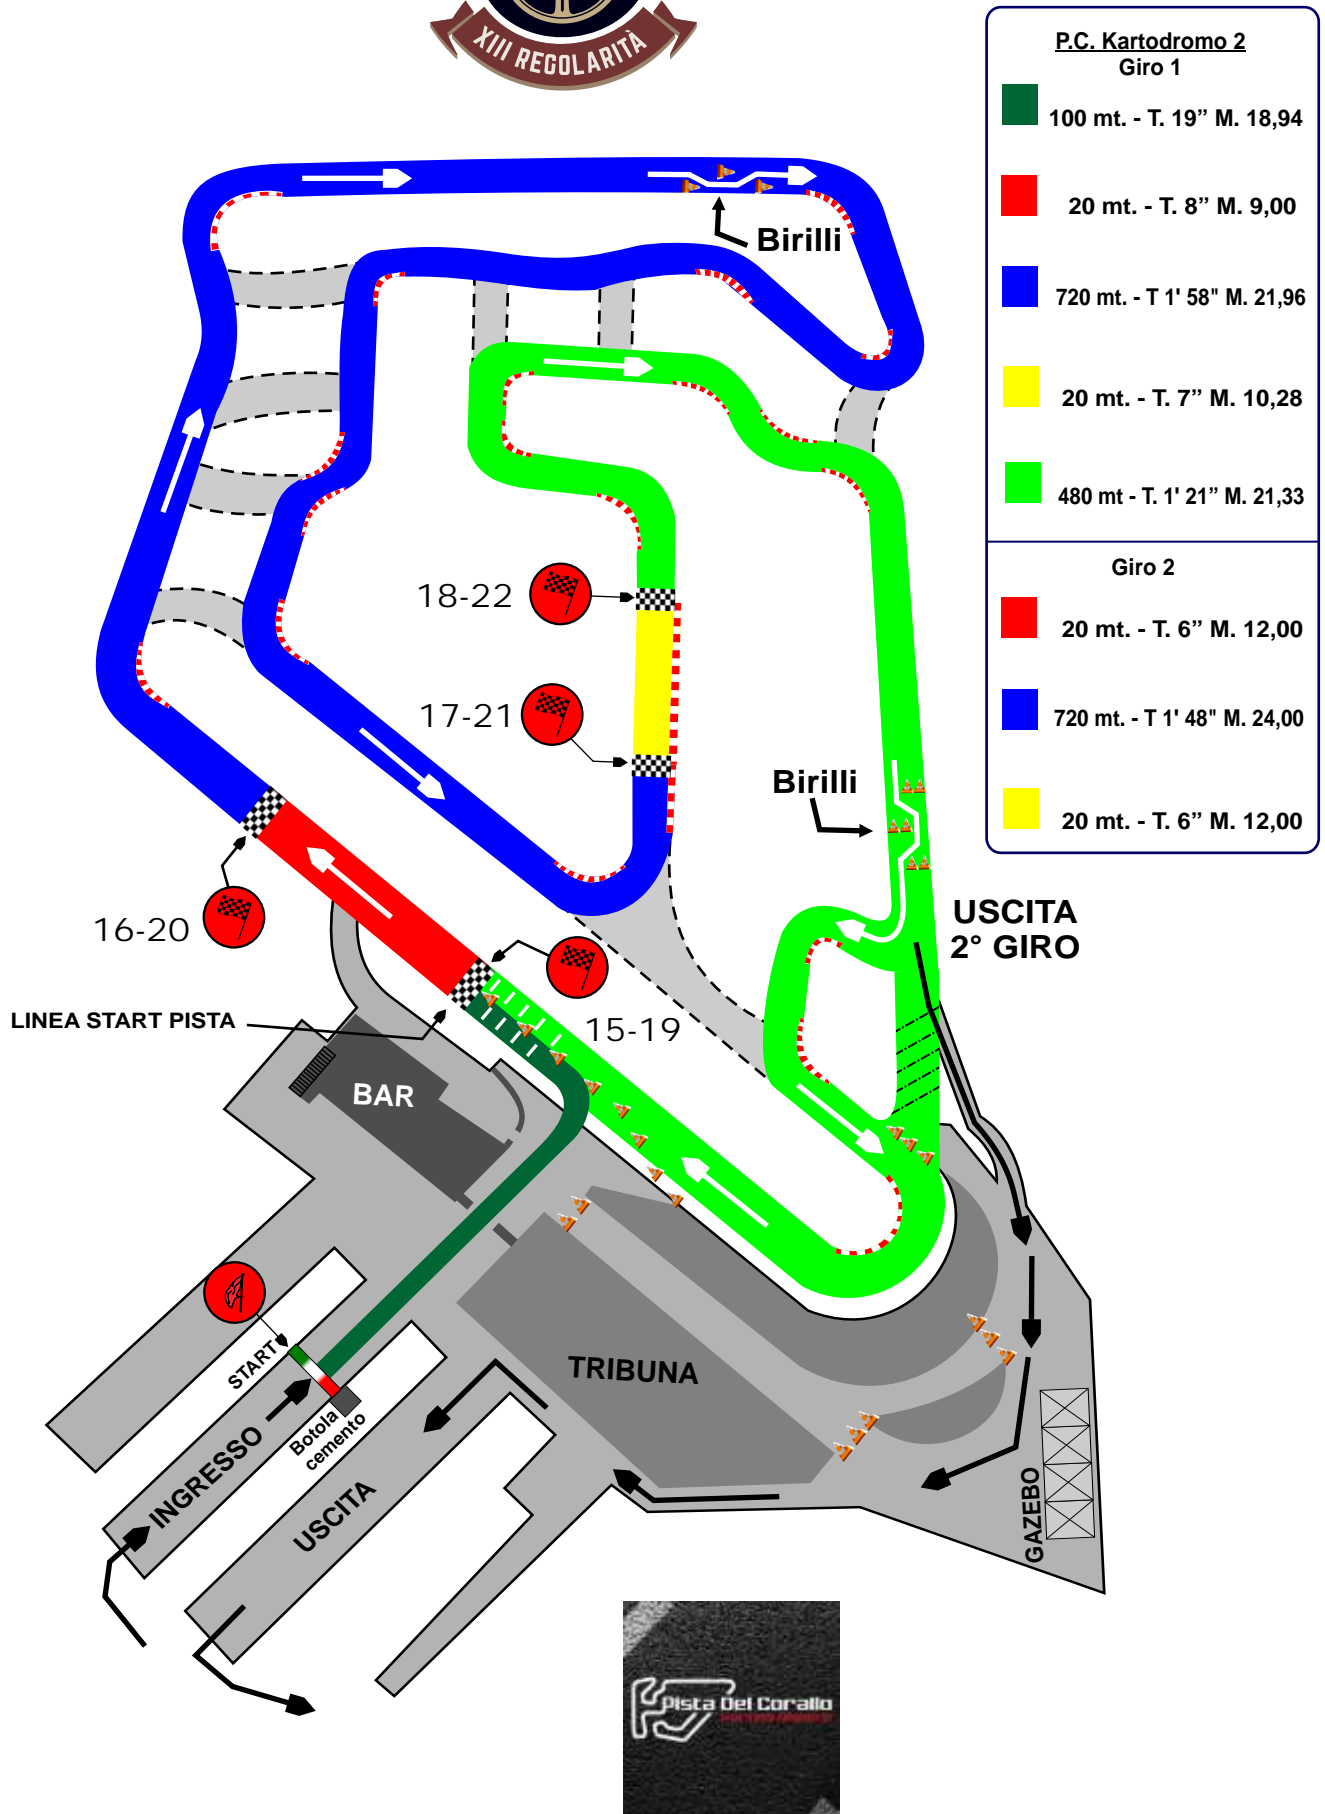 XIII REGOLARITÀ
P.C. Kartodromo 2
Giro 1
100 mt. - T. 19” M. 18,94
20 mt. - T. 8” M. 9,00
720 mt. - T 1' 58" M. 21,96
20 mt. - T. 7” M. 10,28
480 mt - T. 1' 21” M. 21,33
Giro 2
20 mt. - T. 6” M. 12,00
720 mt. - T 1' 48" M. 24,00
20 mt. - T. 6” M. 12,00
Birilli
18-22
17-21
Birilli
16-20
USCITA
2° GIRO
LINEA START PISTA
15-19
BAR
START
TRIBUNA
Botola
cemento
INGRESSO
USCITA
GAZEBO
Pista Del Corallo